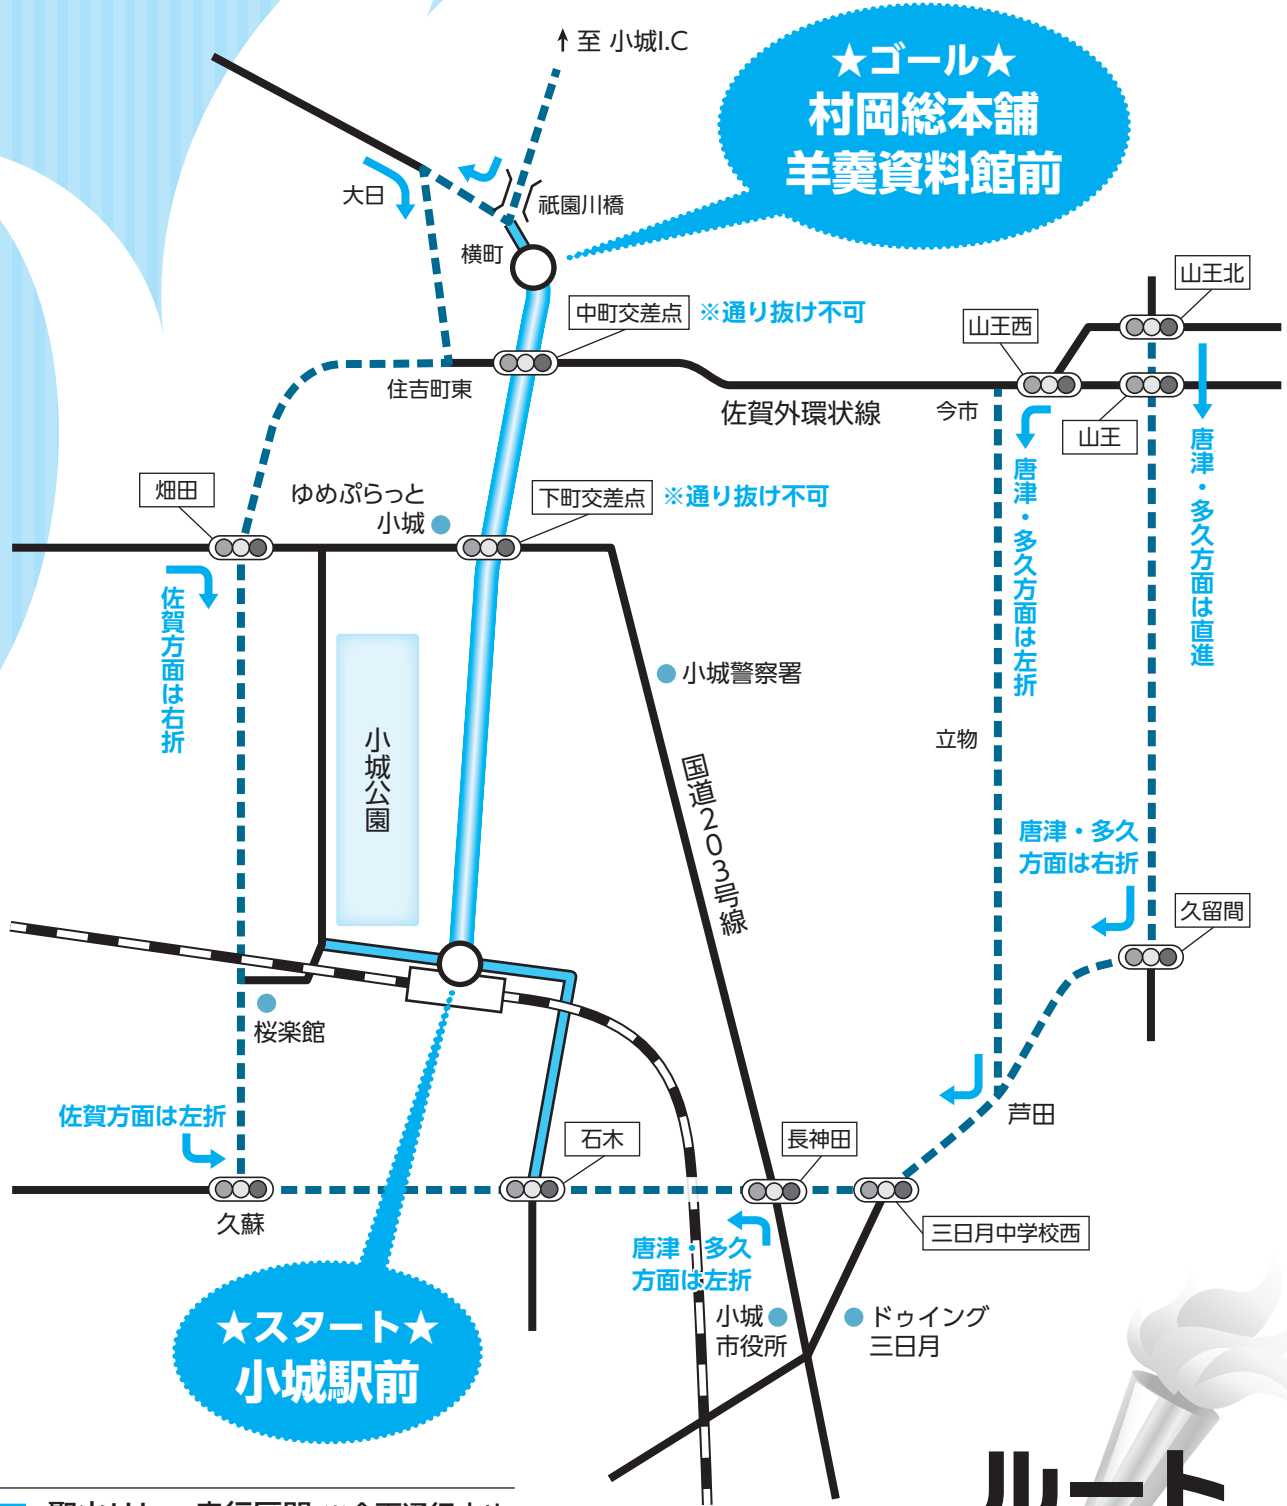 ↑至 小城I.C
★ゴール★
村岡総本舗
羊羹資料館前
大日
祇園川橋
横町
中町交差点 ※通り抜け不可
山王北
山王西
住吉町東
佐賀外環状線
今市
山王
畑田
ゆめぷらっと
小城
下町交差点 ※通り抜け不可
唐津・多久方面は左折
唐津・多久方面は直進
佐賀方面は右折
小城警察署
小城公園
国道203号線
立物
唐津・多久
方面は右折
久留間
桜楽館
芦田
佐賀方面は左折
石木
長神田
久蘇
三日月中学校西
唐津・多久
方面は左折
小城
市役所
ドゥイング
三日月
★スタート★
小城駅前
ルート